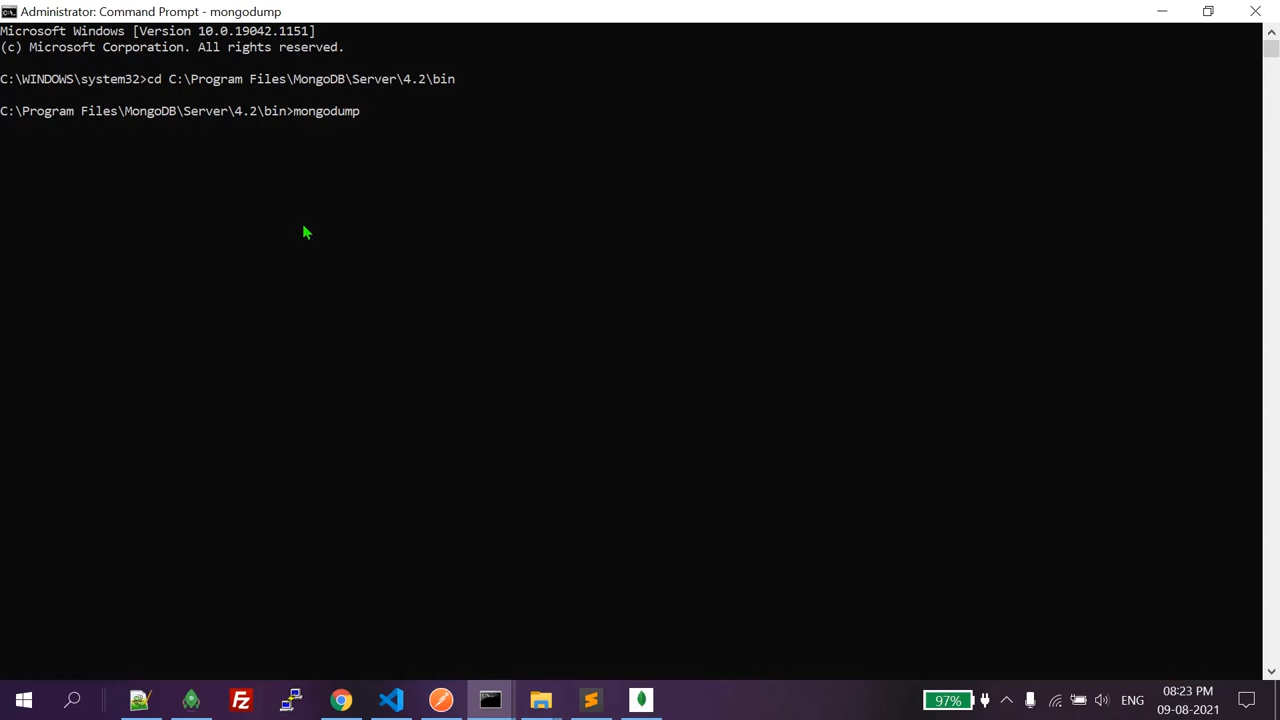 Administrator: Command Prompt - mongodump
Microsoft Windows [Version 10.0.19042.1151]
(c) Microsoft Corporation. All rights reserved.
C:\WINDOWS\system32>cd C:\Program Files\MongoDB\Server\4.2\bin
C:\Program Files\MongoDB\Server\4.2\bin>mongodump
Fz
97%
ENG
08:23 PM
09-08-2021